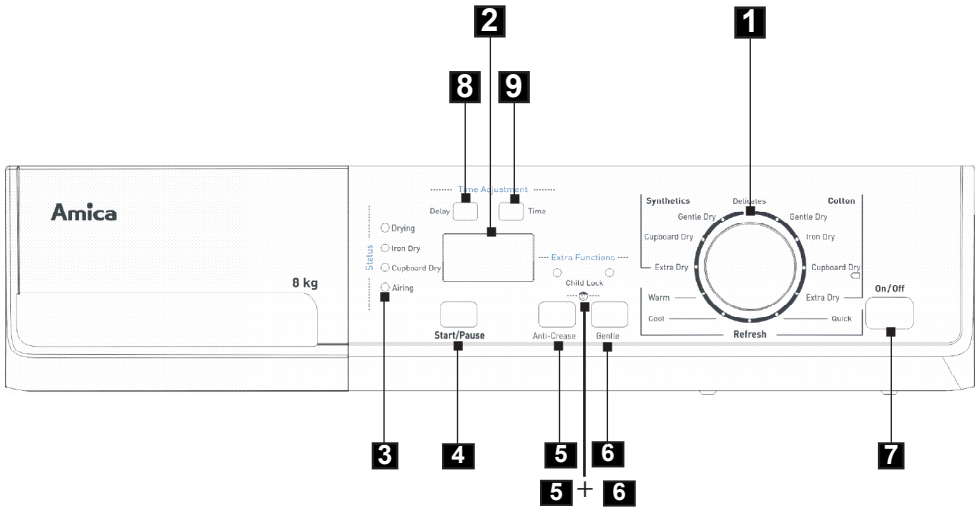 2
1
8
9
Time Adjustment
Amica
Delay
Time
Status
Drying
Iron Dry
Cupboard Dry
Airing
8 kg
Extra Functions
Child Lock
Start/Pause
Anti-Crease
Gentle
Synthetics
Delicates
Cotton
Gentle Dry
Gentle Dry
Cupboard Dry
Iron Dry
Extra Dry
Cupboard Dry
Warm
Extra Dry
Cool
Quick
Refresh
On/Off
3
4
5
6
7
5 + 6